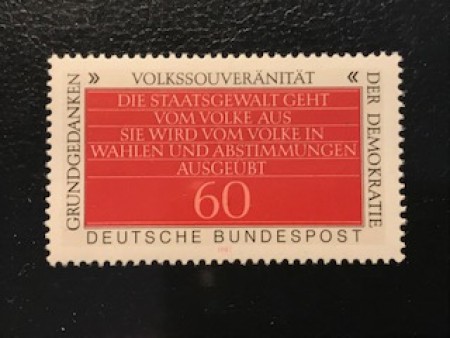 GRUNDGEDANKEN
» VOLKSSOUVERÄNITÄT «
DER DEMOKRATIE
DIE STAATSGEWALT GEHT
VOM VOLKE AUS
SIE WIRD VOM VOLKE IN
WAHLEN UND ABSTIMMUNGEN
AUSGEÜBT
60
DEUTSCHE BUNDESPOST